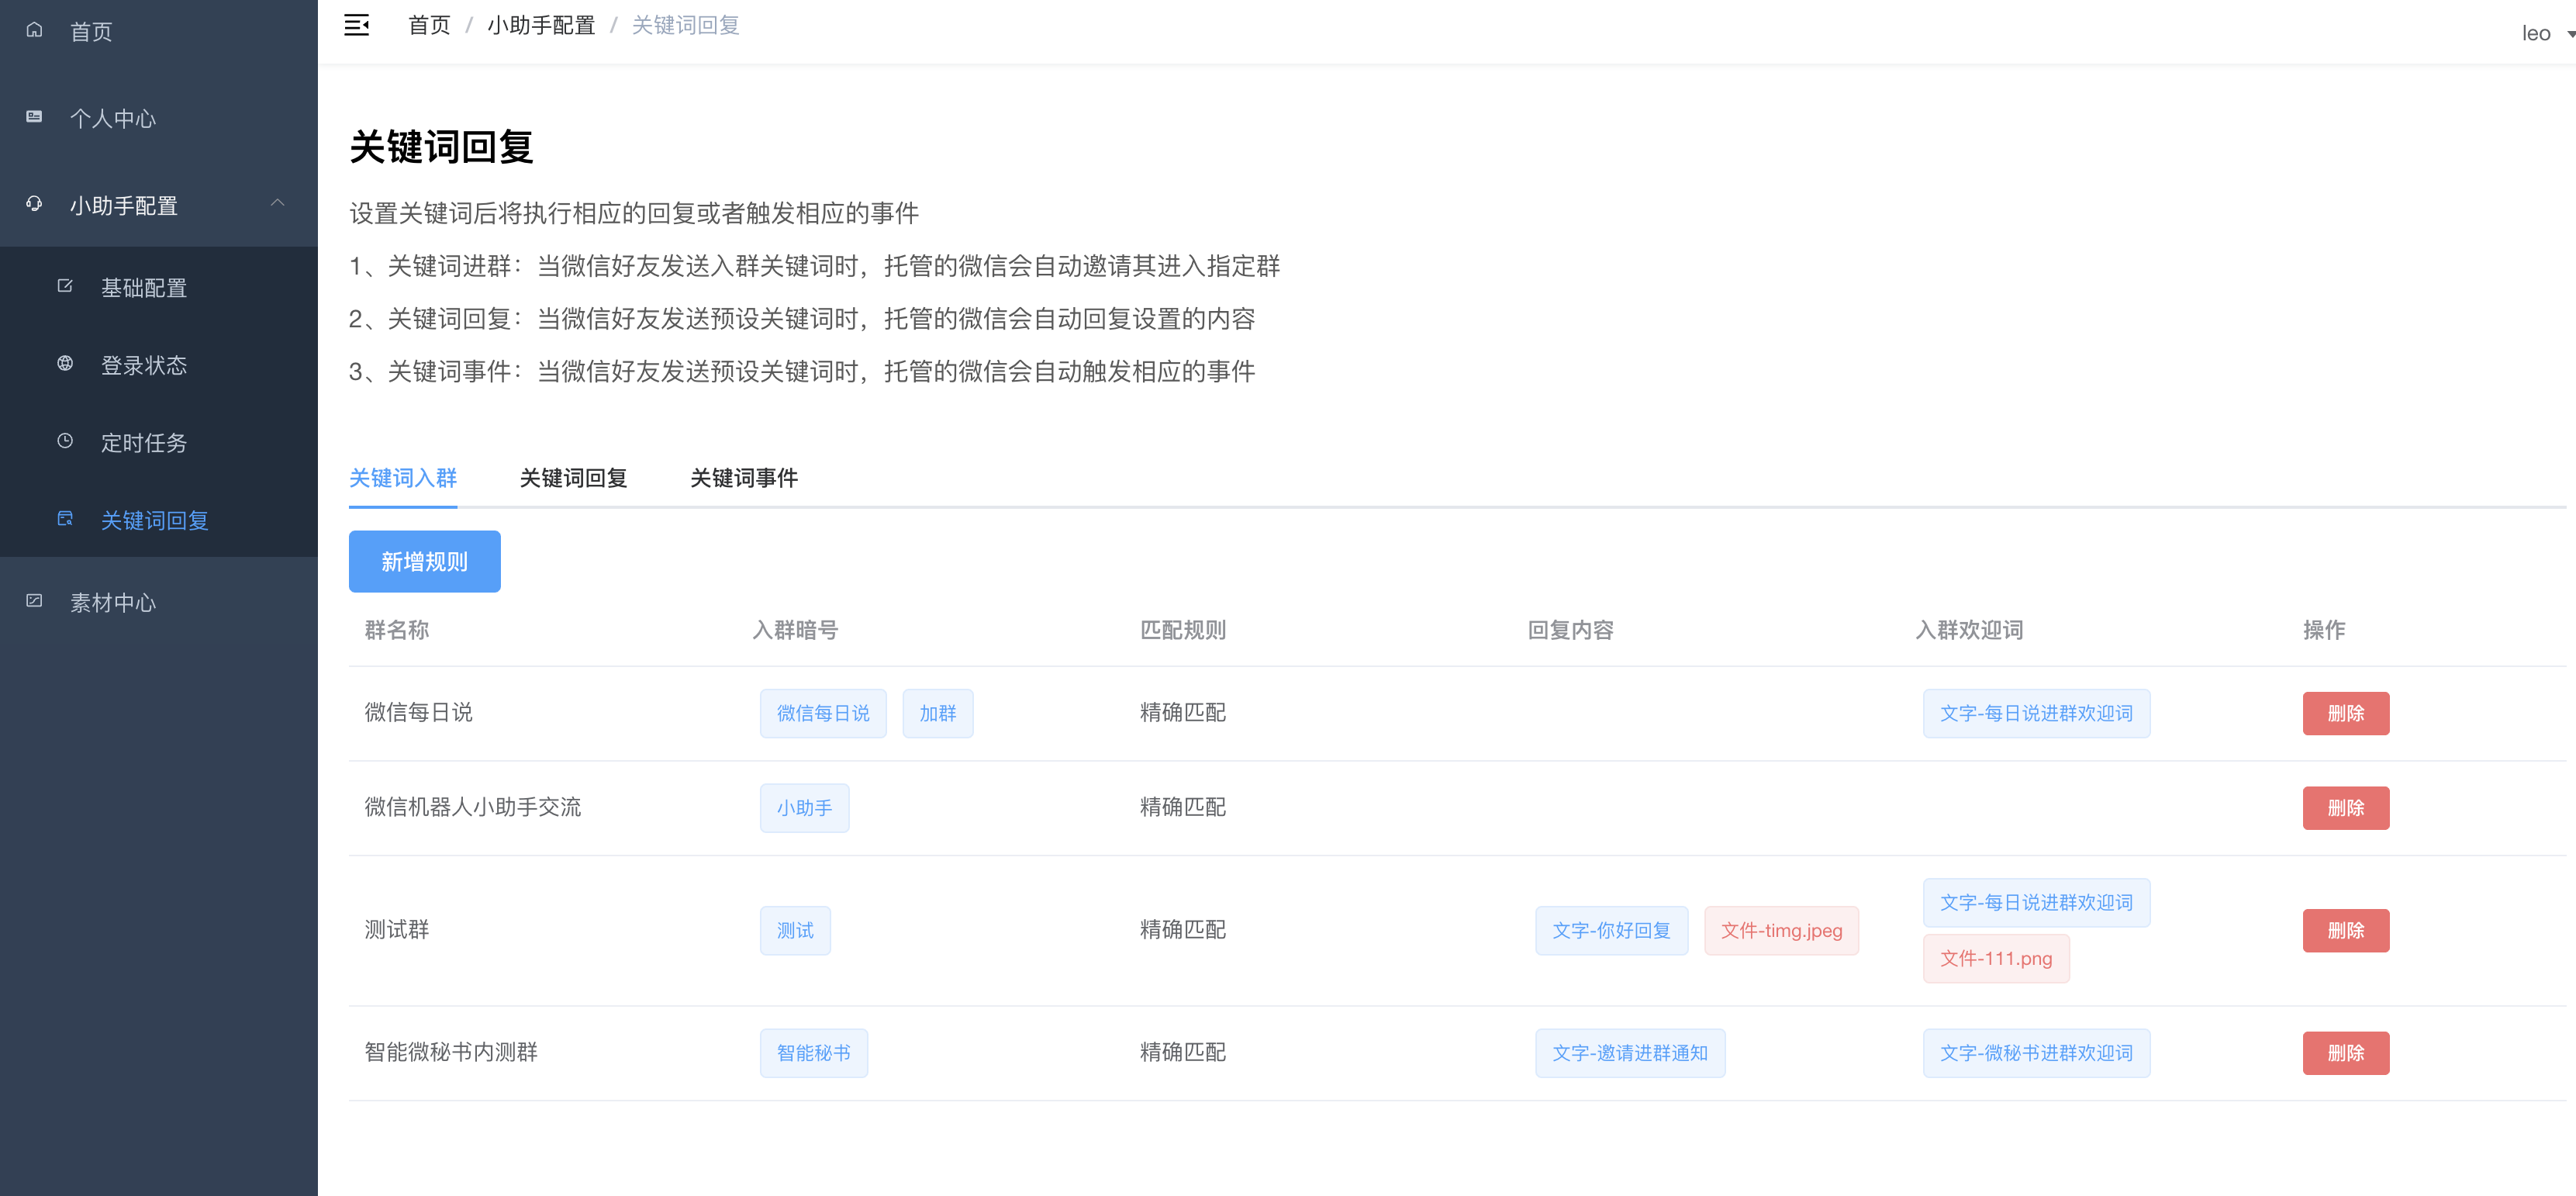 首页
个人中心
小助手配置
基础配置
登录状态
定时任务
关键词回复
素材中心
首页 / 小助手配置 / 关键词回复
leo
关键词回复
设置关键词后将执行相应的回复或者触发相应的事件
1、关键词进群：当微信好友发送入群关键词时，托管的微信会自动邀请其进入指定群
2、关键词回复：当微信好友发送预设关键词时，托管的微信会自动回复设置的内容
3、关键词事件：当微信好友发送预设关键词时，托管的微信会自动触发相应的事件
关键词入群 关键词回复 关键词事件
新增规则
群名称 入群暗号 匹配规则 回复内容 入群欢迎词 操作
微信每日说 微信每日说 加群 精确匹配 文字-每日说进群欢迎词 删除
微信机器人小助手交流 小助手 精确匹配 删除
测试群 测试 精确匹配 文字-你好回复 文件-timg.jpeg 文字-每日说进群欢迎词 删除
文件-111.png
智能微秘书内测群 智能秘书 精确匹配 文字-邀请进群通知 文字-微秘书进群欢迎词 删除